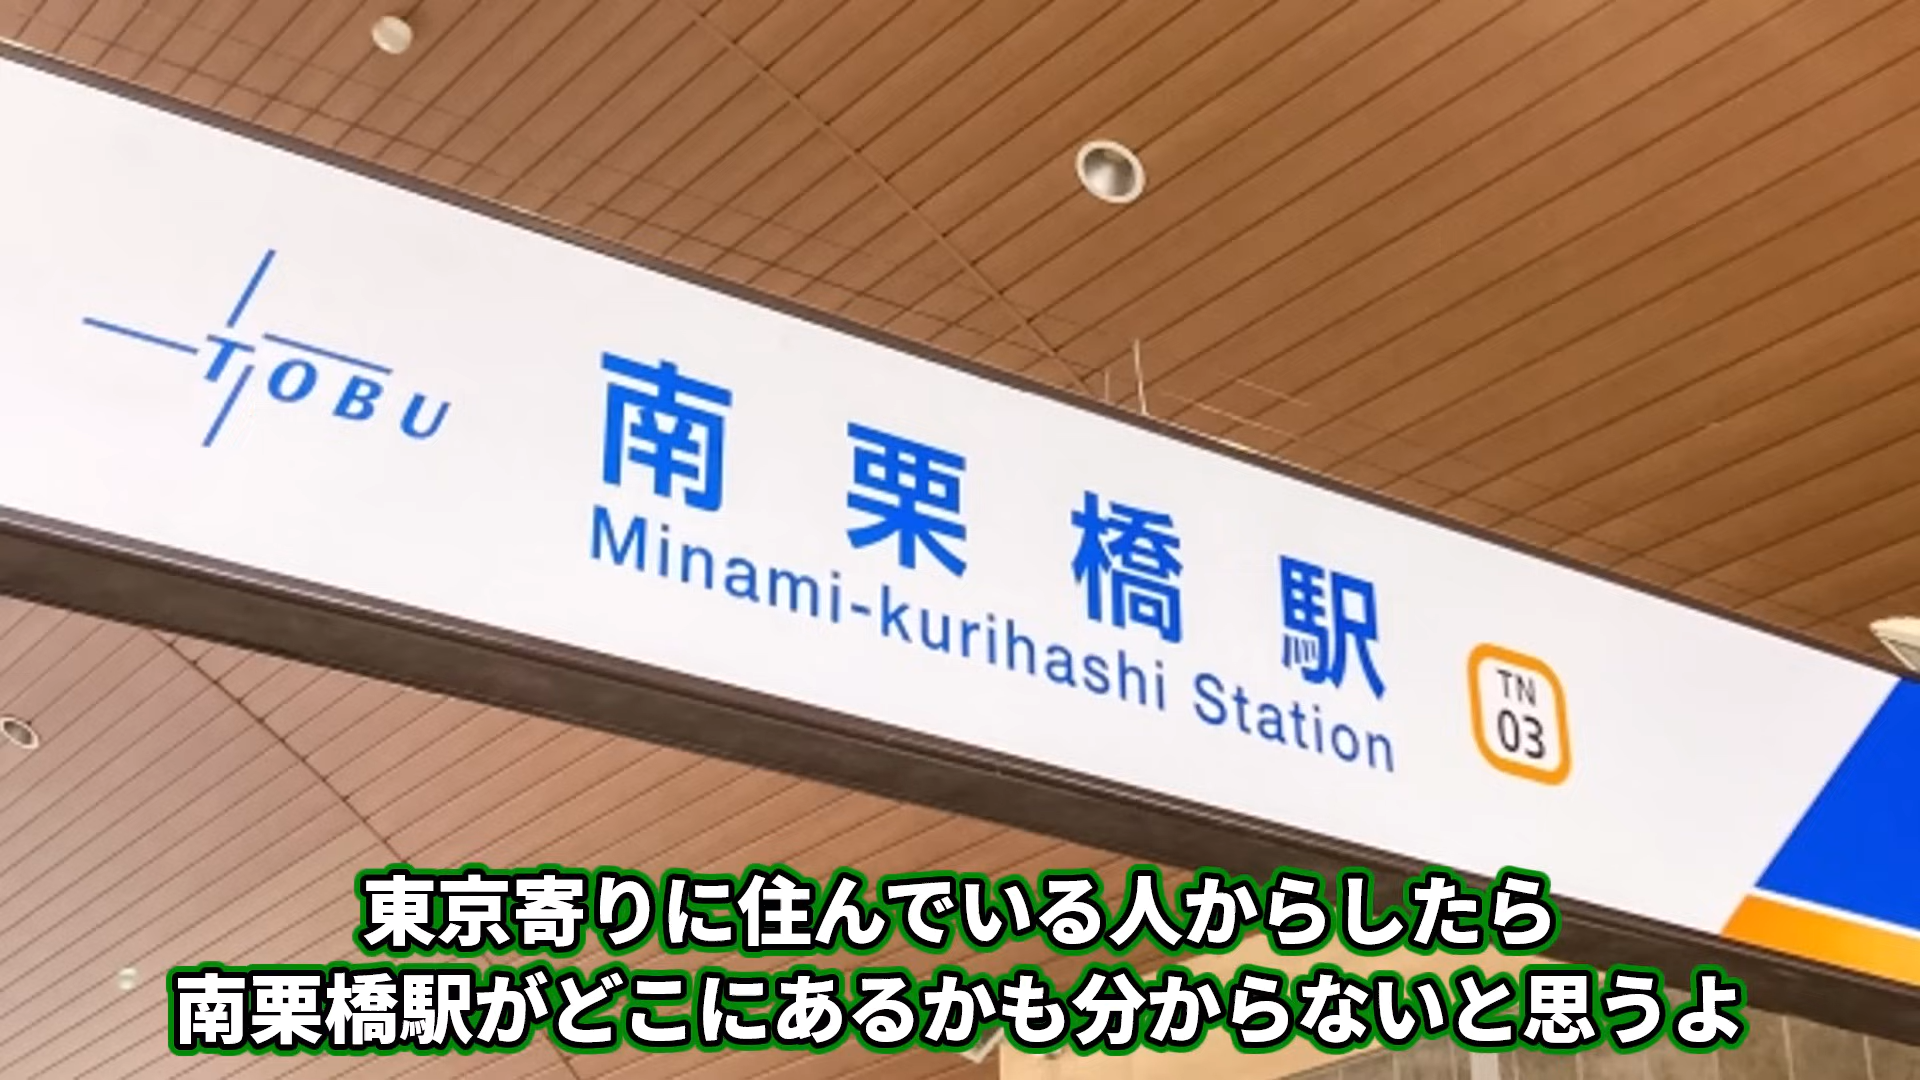 TOBU
南栗橋駅
Minami-kurihashi Station
TN
03
東京寄りに住んでいる人からしたら
南栗橋駅がどこにあるかも分からないと思うよ